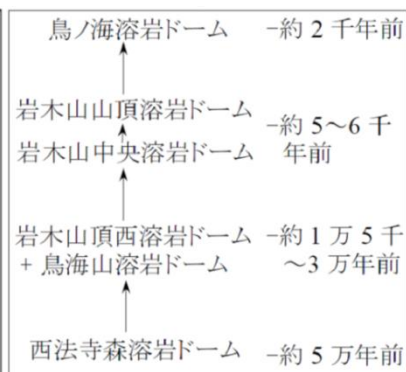 鳥ノ海溶岩ドーム －約 2 千年前
岩木山山頂溶岩ドーム －約 5〜6 千
岩木山中央溶岩ドーム 年前
岩木山頂西溶岩ドーム －約 1 万 5 千
+ 鳥海山溶岩ドーム 〜3 万年前
西法寺森溶岩ドーム －約 5 万年前